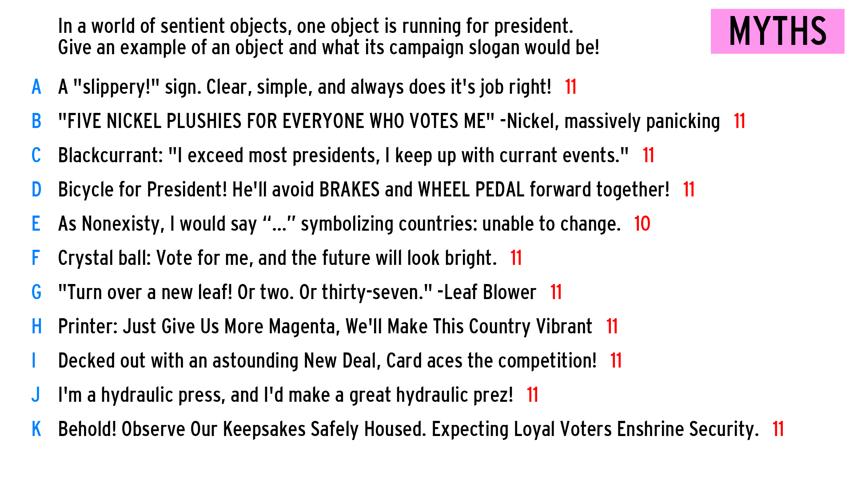 In a world of sentient objects, one object is running for president.
Give an example of an object and what its campaign slogan would be!
MYTHS
A A "slippery!" sign. Clear, simple, and always does it's job right! 11
B "FIVE NICKEL PLUSHIES FOR EVERYONE WHO VOTES ME" -Nickel, massively panicking 11
C Blackcurrant: "I exceed most presidents, I keep up with currant events." 11
D Bicycle for President! He'll avoid BRAKES and WHEEL PEDAL forward together! 11
E As Nonexisty, I would say “...” symbolizing countries: unable to change. 10
F Crystal ball: Vote for me, and the future will look bright. 11
G "Turn over a new leaf! Or two. Or thirty-seven." -Leaf Blower 11
H Printer: Just Give Us More Magenta, We'll Make This Country Vibrant 11
I Decked out with an astounding New Deal, Card aces the competition! 11
J I'm a hydraulic press, and I'd make a great hydraulic prez! 11
K Behold! Observe Our Keepsakes Safely Housed. Expecting Loyal Voters Enshrine Security. 11